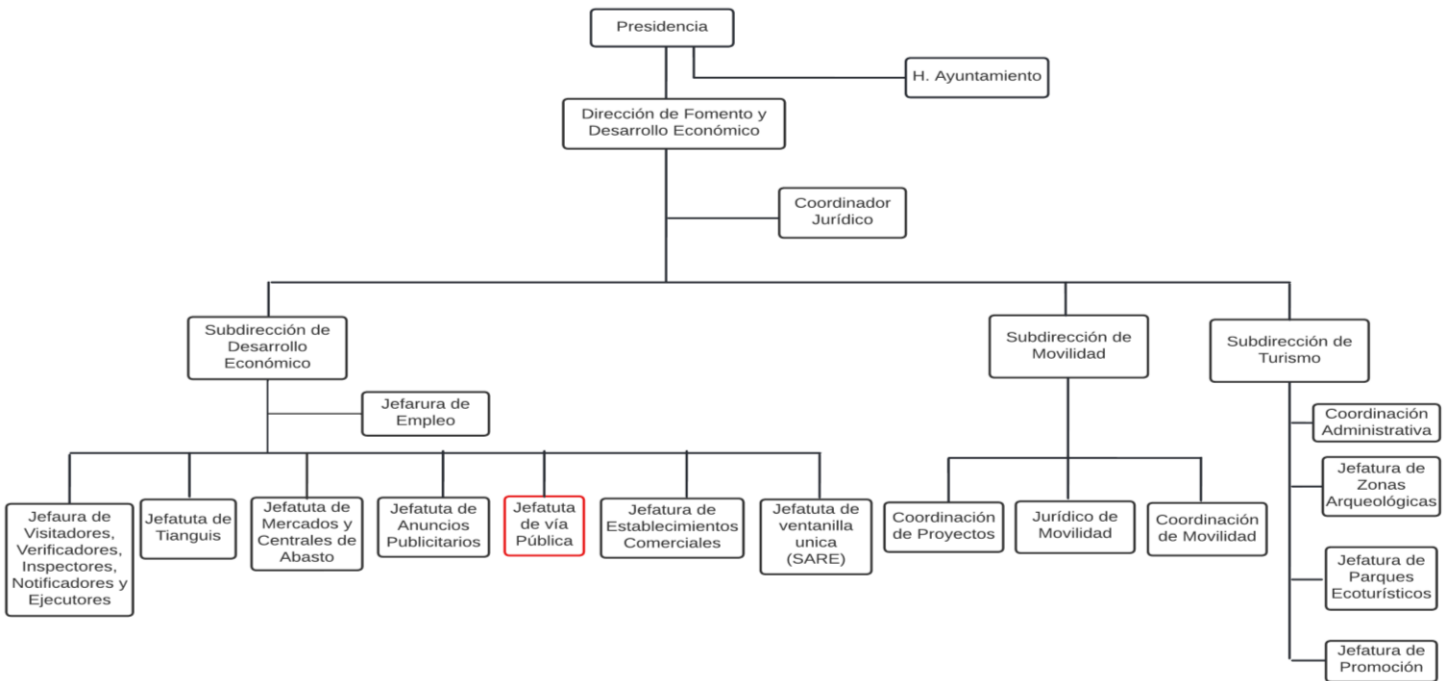 Presidencia
H. Ayuntamiento
Dirección de Fomento y
Desarrollo Económico
Coordinador
Jurídico
Subdirección de
Desarrollo
Económico
Subdirección de
Movilidad
Subdirección de
Turismo
Jefarura de
Empleo
Jefaura de
Visitadores,
Verificadores,
Inspectores,
Notificadores y
Ejecutores
Jefatuta de
Tianguis
Jefatuta de
Mercados y
Centrales de
Abasto
Jefatuta de
Anuncios
Publicitarios
Jefatuta
de vía
Pública
Jefatura de
Establecimientos
Comerciales
Jefatuta de
ventanilla
unica
(SARE)
Coordinación
de Proyectos
Jurídico de
Movilidad
Coordinación
de Movilidad
Coordinación
Administrativa
Jefatura de
Zonas
Arqueológicas
Jefatura de
Parques
Ecoturísticos
Jefatura de
Promoción